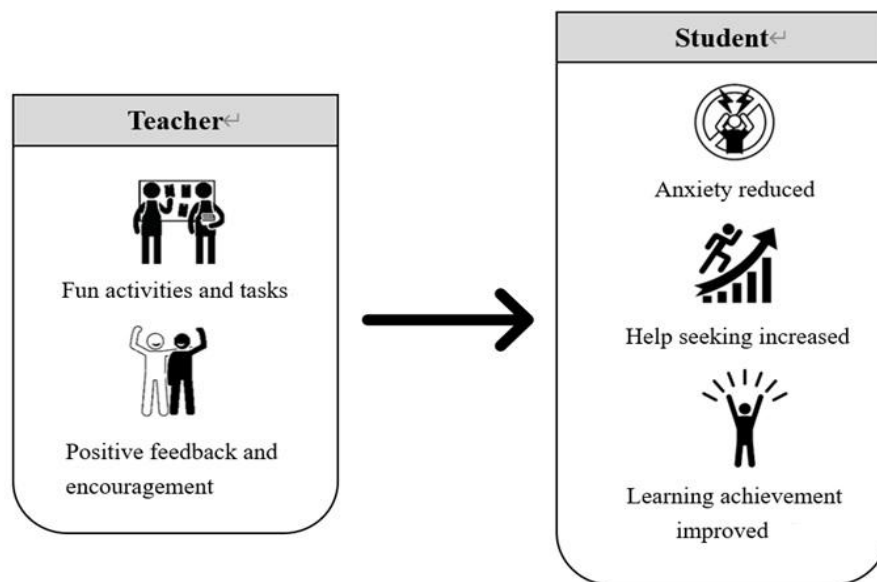 Teacher↵
Fun activities and tasks
Positive feedback and
encouragement
Student↵
Anxiety reduced
Help seeking increased
Learning achievement
improved